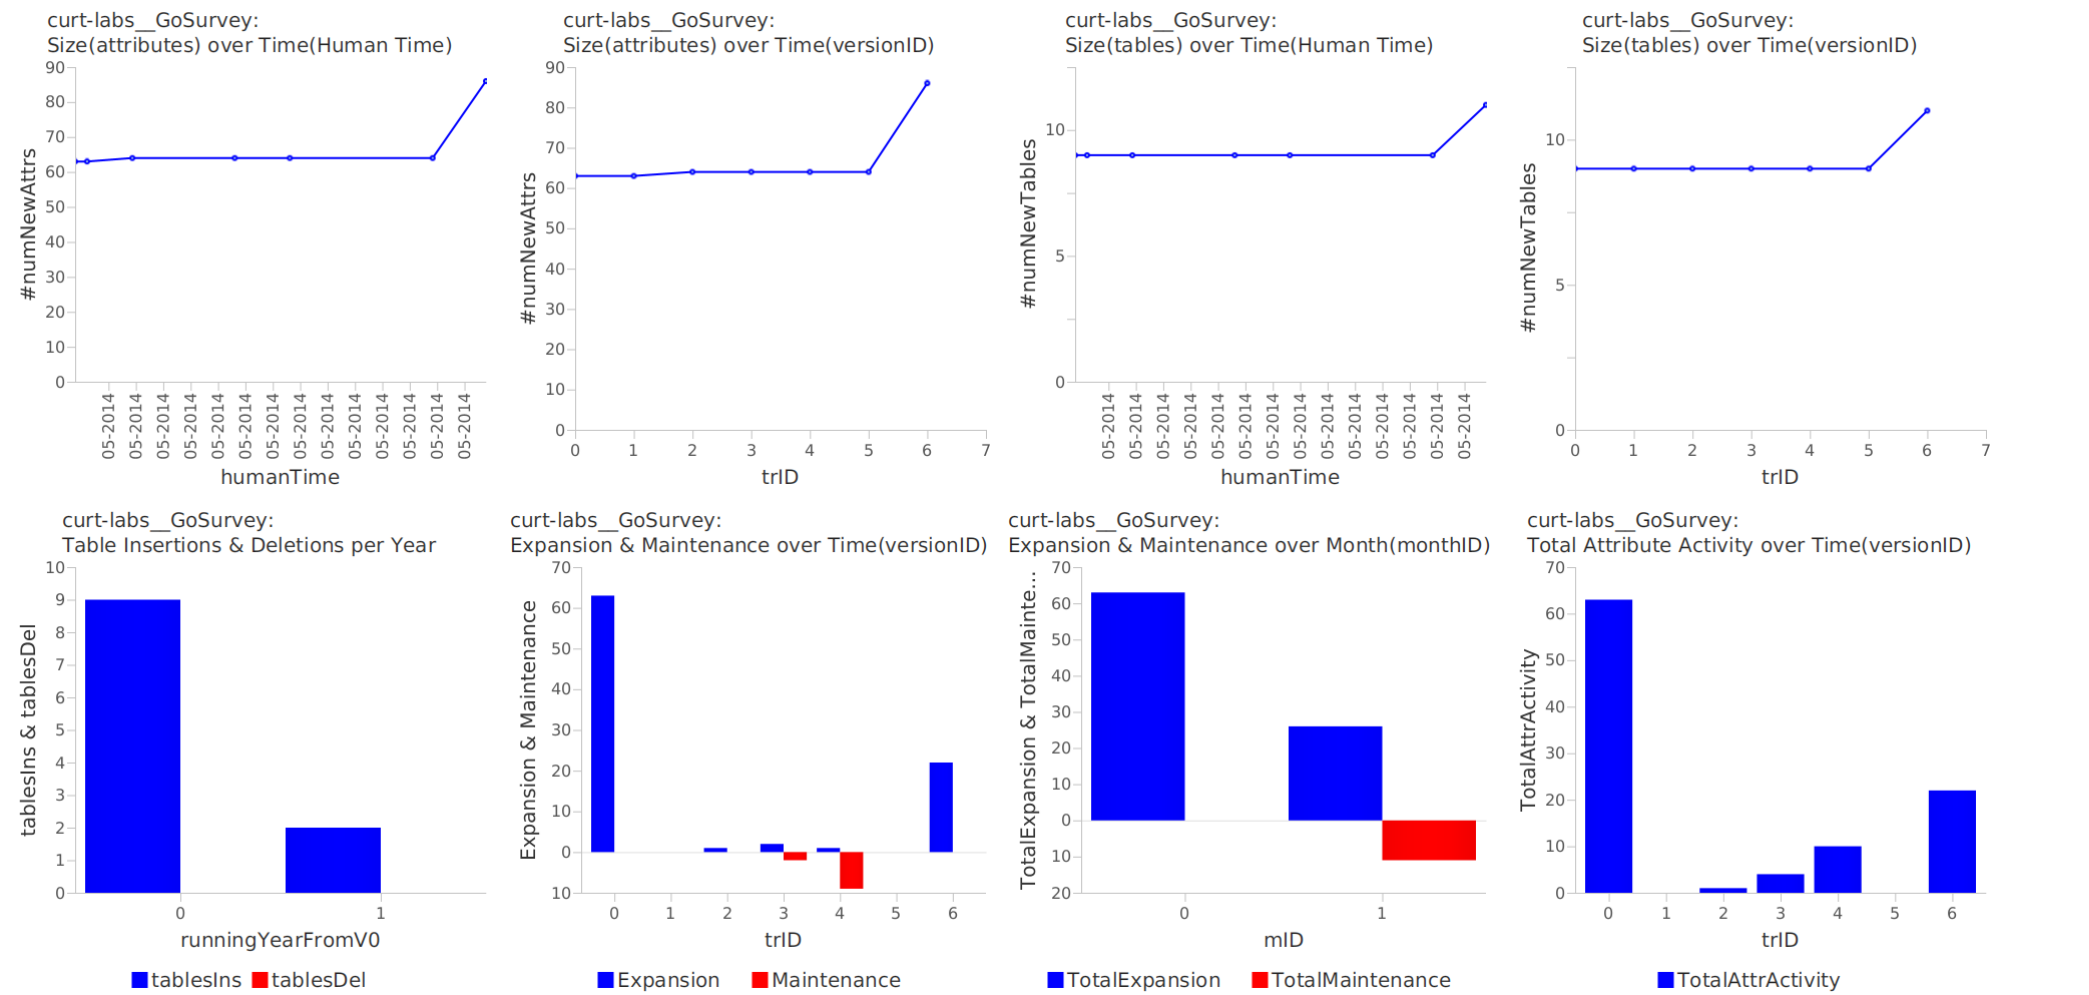 curt-labs__GoSurvey:
Size(attributes) over Time(Human Time)
90
80
70
60
50
40
30
20
10
0
#numNewAttrs
05-2014
05-2014
05-2014
05-2014
05-2014
05-2014
05-2014
05-2014
05-2014
05-2014
05-2014
05-2014
05-2014
05-2014
humanTime
curt-labs__GoSurvey:
Size(attributes) over Time(versionID)
90
80
70
60
50
40
30
20
10
0
#numNewAttrs
0 1 2 3 4 5 6 7
trID
curt-labs__GoSurvey:
Size(tables) over Time(Human Time)
10
5
0
#numNewTables
05-2014
05-2014
05-2014
05-2014
05-2014
05-2014
05-2014
05-2014
05-2014
05-2014
05-2014
05-2014
05-2014
05-2014
humanTime
curt-labs__GoSurvey:
Size(tables) over Time(versionID)
10
5
0
#numNewTables
0 1 2 3 4 5 6 7
trID
curt-labs__GoSurvey:
Table Insertions & Deletions per Year
10
9
8
7
6
5
4
3
2
1
0
tablesIns & tablesDel
0 1
runningYearFromV0
tablesIns tablesDel
curt-labs__GoSurvey:
Expansion & Maintenance over Time(versionID)
70
60
50
40
30
20
10
0
10
Expansion & Maintenance
0 1 2 3 4 5 6
trID
Expansion Maintenance
curt-labs__GoSurvey:
Expansion & Maintenance over Month(monthID)
70
60
50
40
30
20
10
0
10
20
TotalExpansion & TotalMainte...
0 1
mID
TotalExpansion TotalMaintenance
curt-labs__GoSurvey:
Total Attribute Activity over Time(versionID)
70
60
50
40
30
20
10
0
TotalAttrActivity
0 1 2 3 4 5 6
trID
TotalAttrActivity